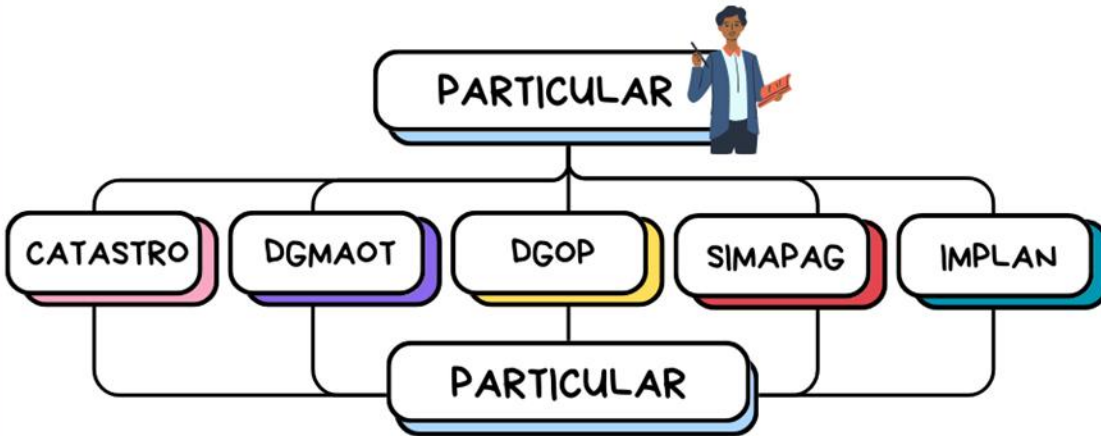 PARTICULAR
CATASTRO
DGMAOT
DGOP
SIMAPAG
IMPLAN
PARTICULAR